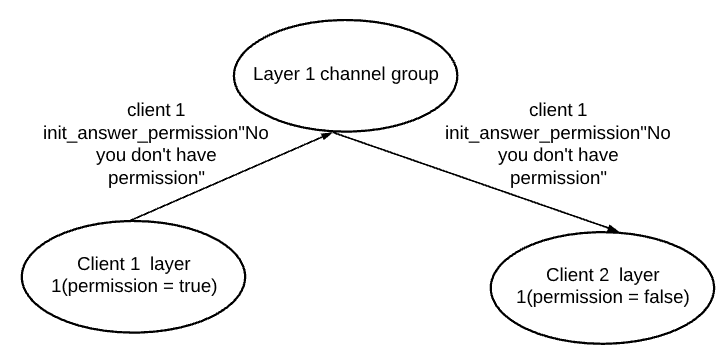 Layer 1 channel group
client 1
init_answer_permission"No
you don't have
permission"
client 1
init_answer_permission"No
you don't have
permission"
Client 1 layer
1(permission = true)
Client 2 layer
1(permission = false)